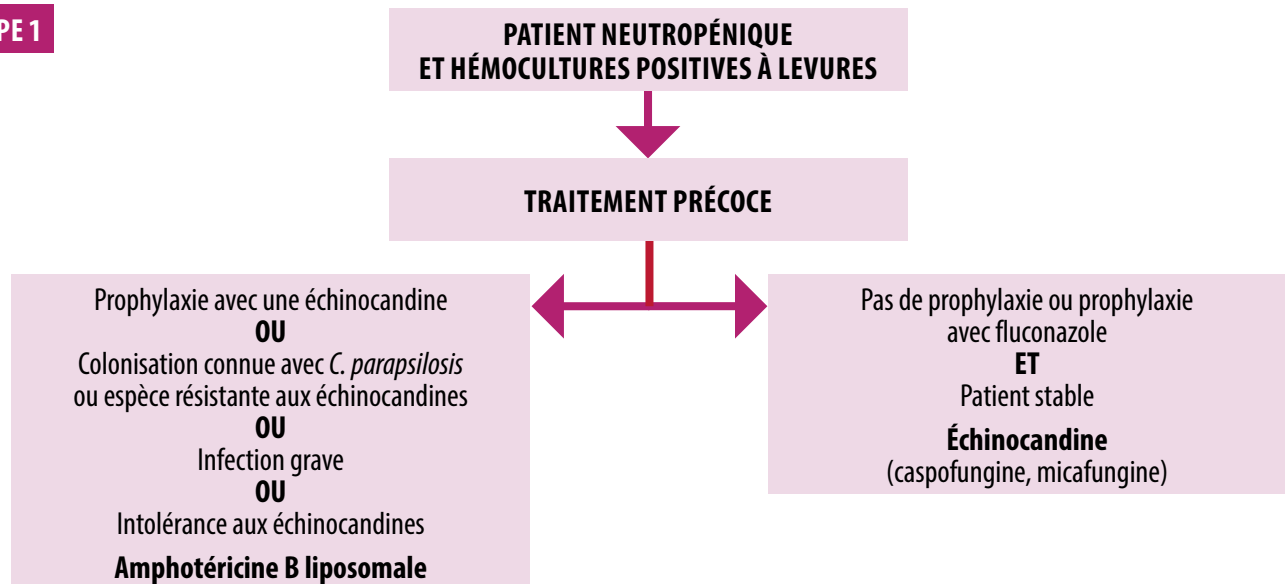 PE 1
PATIENT NEUTROPÉNIQUE
ET HÉMOCULTURES POSITIVES À LEVURES
TRAITEMENT PRÉCOCE
Prophylaxie avec une échinocandine
OU
Colonisation connue avec C. parapsilosis
ou espèce résistante aux échinocandines
OU
Infection grave
OU
Intolérance aux échinocandines
Amphotéricine B liposomale
Pas de prophylaxie ou prophylaxie
avec fluconazole
ET
Patient stable
Échinocandine
(caspofungine, micafungine)